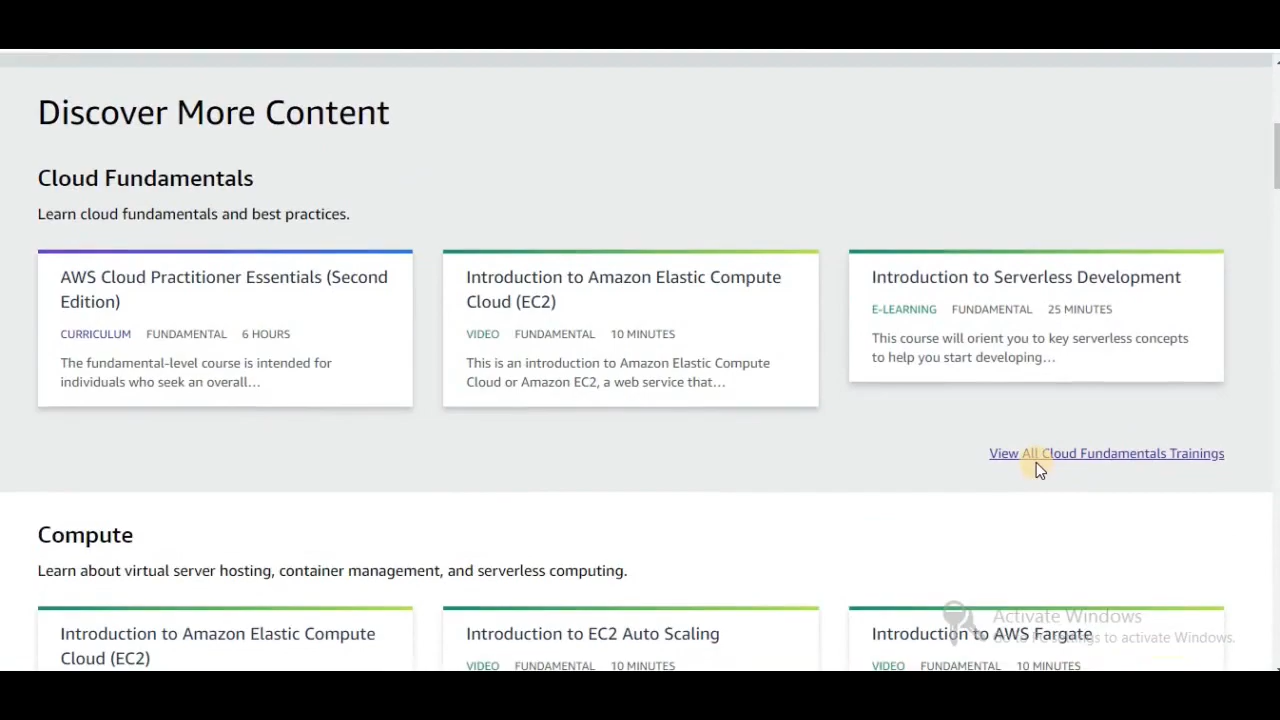 Discover More Content
Cloud Fundamentals
Learn cloud fundamentals and best practices.
AWS Cloud Practitioner Essentials (Second
Edition)
CURRICULUM FUNDAMENTAL 6 HOURS
The fundamental-level course is intended for
individuals who seek an overall...
Introduction to Amazon Elastic Compute
Cloud (EC2)
VIDEO FUNDAMENTAL 10 MINUTES
This is an introduction to Amazon Elastic Compute
Cloud or Amazon EC2, a web service that...
Introduction to Serverless Development
E-LEARNING FUNDAMENTAL 25 MINUTES
This course will orient you to key serverless concepts
to help you start developing...
View All Cloud Fundamentals Trainings
Compute
Learn about virtual server hosting, container management, and serverless computing.
Introduction to Amazon Elastic Compute
Cloud (EC2)
Introduction to EC2 Auto Scaling
VIDEO FUNDAMENTAL 10 MINUTES
Introduction to AWS Fargate
VIDEO FUNDAMENTAL 10 MINUTES
Activate Windows
Go to PC settings to activate Windows.